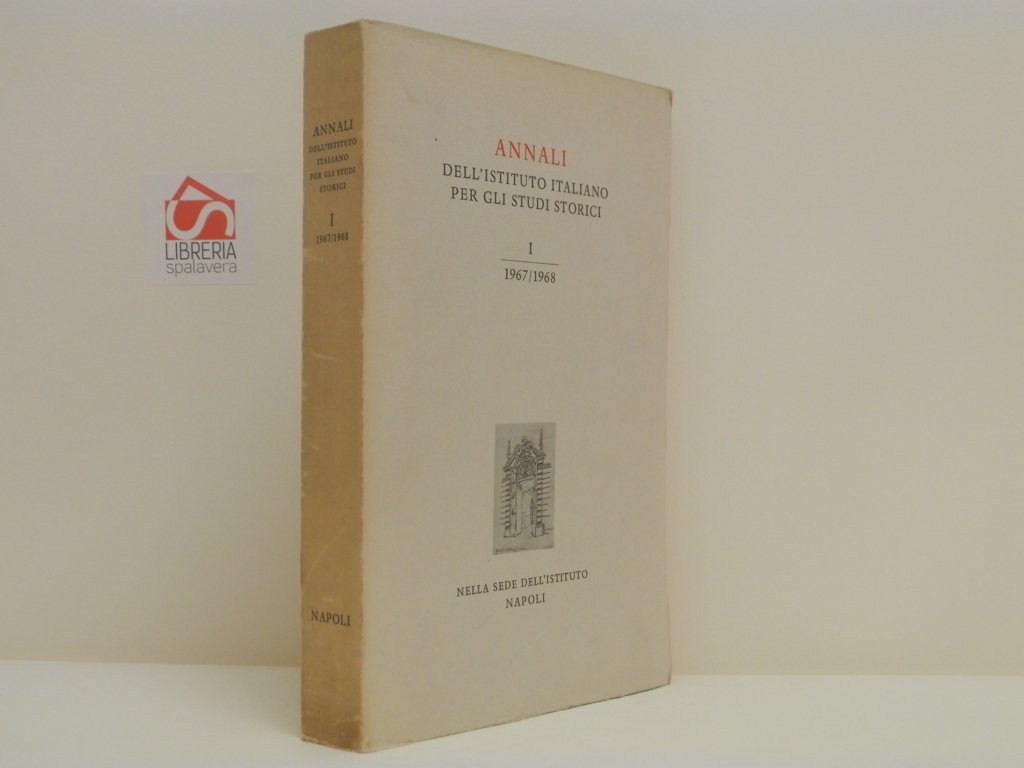 ANNALI
DELL'ISTITUTO
ITALIANO
PER GLI STUDI
STORICI
I
1967/1968
NAPOLI
ANNALI
DELL'ISTITUTO ITALIANO
PER GLI STUDI STORICI
I
1967/1968
NELLA SEDE DELL'ISTITUTO
NAPOLI
LIBRERIA
spalavera